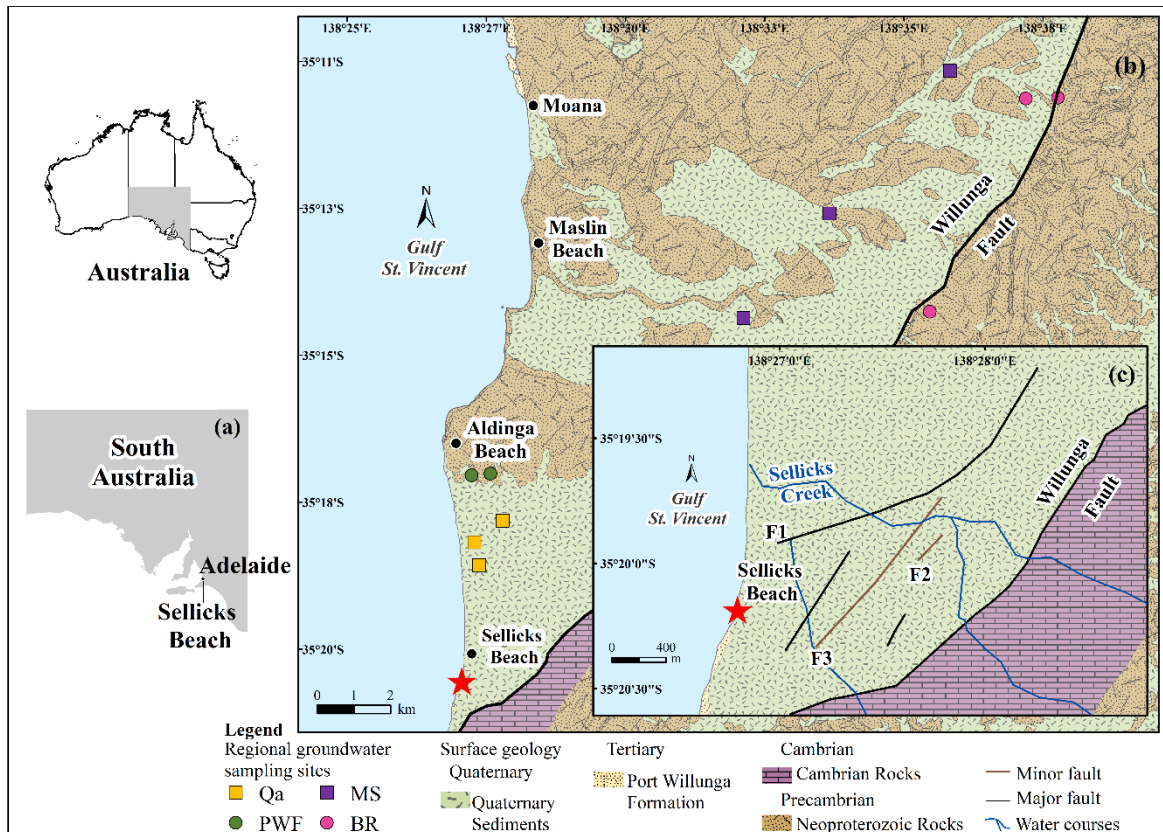 138°25'E
138°27'E
138°30'E
138°33'E
138°35'E
138°38'E
35°11'S
35°13'S
35°15'S
35°18'S
35°20'S
(b)
Moana
N
Gulf
St. Vincent
Maslin
Beach
Willunga
Fault
Aldinga
Beach
Sellicks
Beach
0 1 2
km
Australia
(a)
South
Australia
Adelaide
Sellicks
Beach
138°27'0"E
138°28'0"E
(c)
35°19'30"S
35°20'0"S
35°20'30"S
N
Gulf
St. Vincent
Sellicks
Creek
Willunga
Fault
F1
F2
F3
Sellicks
Beach
0 400
m
Legend
Regional groundwater
sampling sites
Qa
MS
PWF
BR
Surface geology
Quaternary
Quaternary
Sediments
Tertiary
Port Willunga
Formation
Cambrian
Cambrian Rocks
Precambrian
Neoproterozoic Rocks
Minor fault
Major fault
Water courses